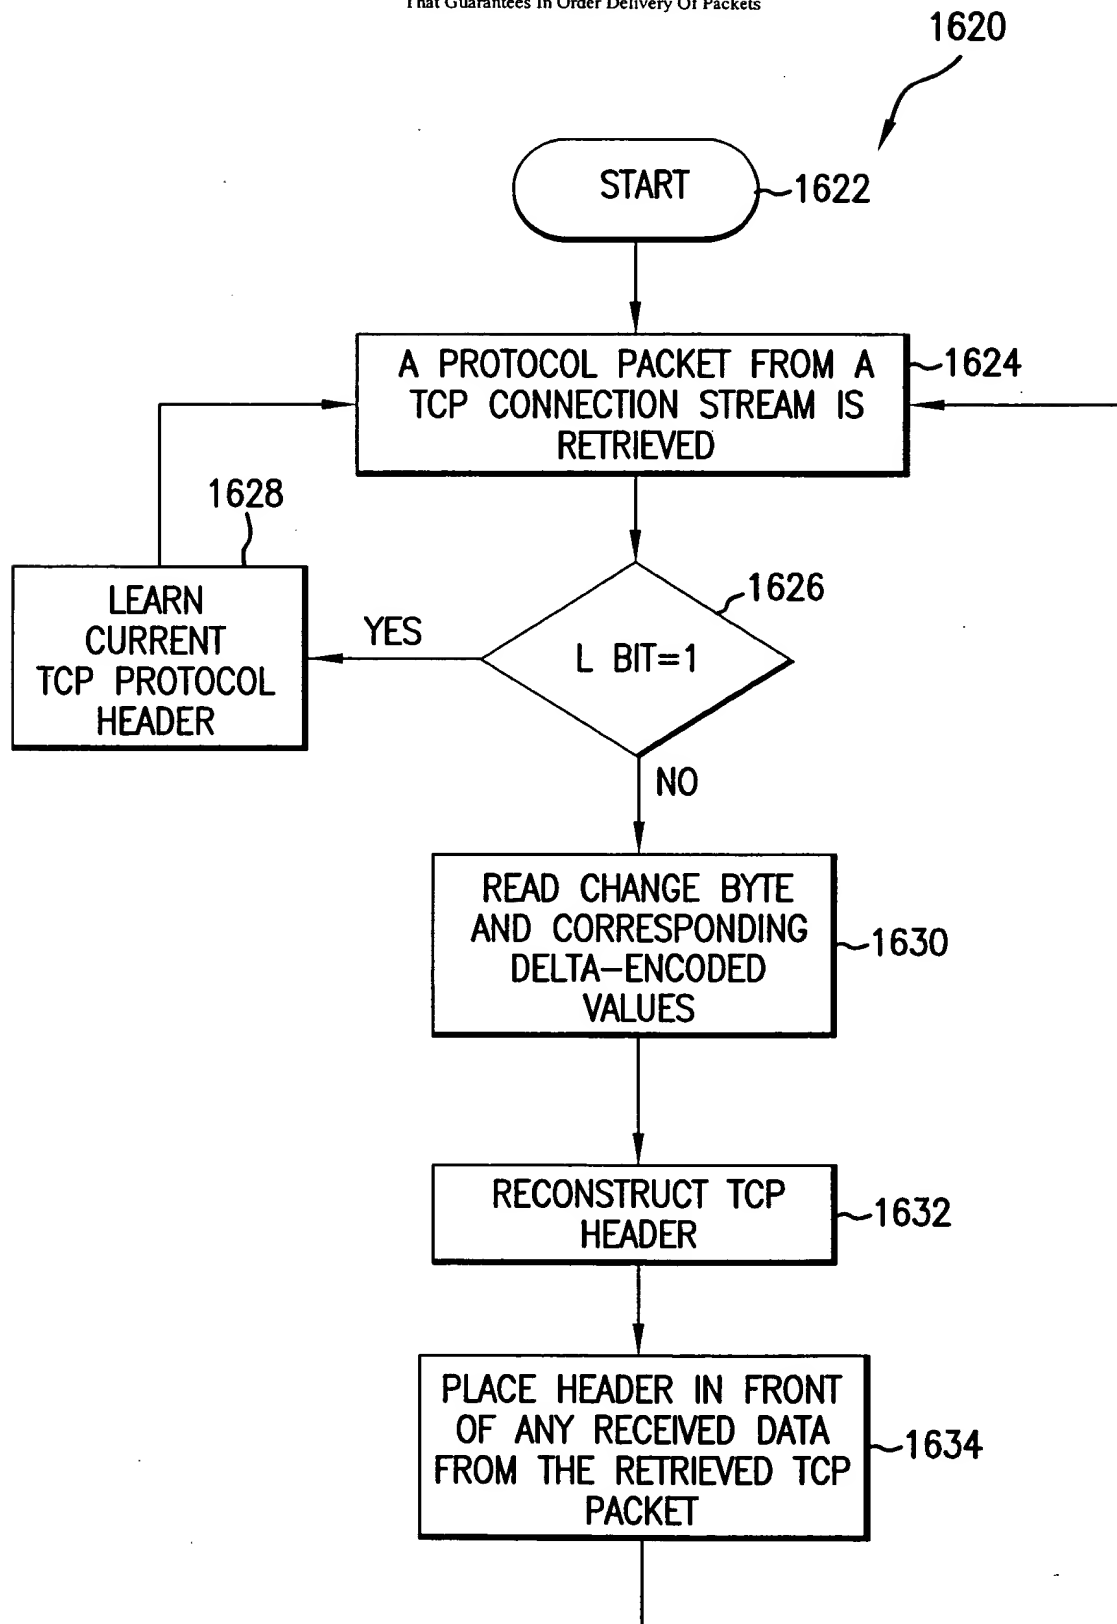 That Guarantees In Order Delivery Of Packets
1620
START
1622
A PROTOCOL PACKET FROM A
TCP CONNECTION STREAM IS
RETRIEVED
1624
1628
LEARN
CURRENT
TCP PROTOCOL
HEADER
YES
L BIT=1
1626
NO
READ CHANGE BYTE
AND CORRESPONDING
DELTA-ENCODED
VALUES
1630
RECONSTRUCT TCP
HEADER
1632
PLACE HEADER IN FRONT
OF ANY RECEIVED DATA
FROM THE RETRIEVED TCP
PACKET
1634